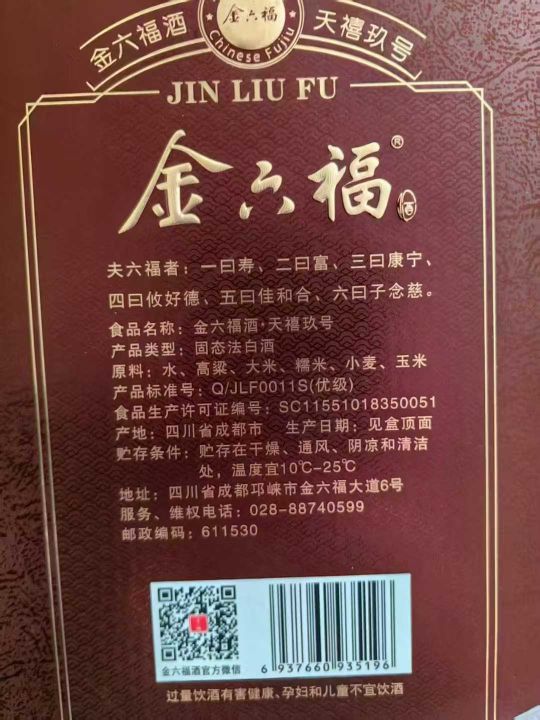 金六福
Chinese Fujiu
金六福酒
天禧玖号
JIN LIU FU
金六福®
夫六福者：一曰寿、二曰富、三曰康宁、
四曰攸好德、五曰佳和合、六曰子念慈。
食品名称：金六福酒·天禧玖号
产品类型：固态法白酒
原料：水、高粱、大米、糯米、小麦、玉米
产品标准号：Q/JLF0011S(优级)
食品生产许可证编号：SC11551018350051
产地：四川省成都市 生产日期：见盒顶面
贮存条件：贮存在干燥、通风、阴凉和清洁
处，温度宜10℃-25℃
地址：四川省成都邛崃市金六福大道6号
服务、维权电话：028-88740599
邮政编码：611530
金六福酒官方微信
6 937660 935196
过量饮酒有害健康、孕妇和儿童不宜饮酒